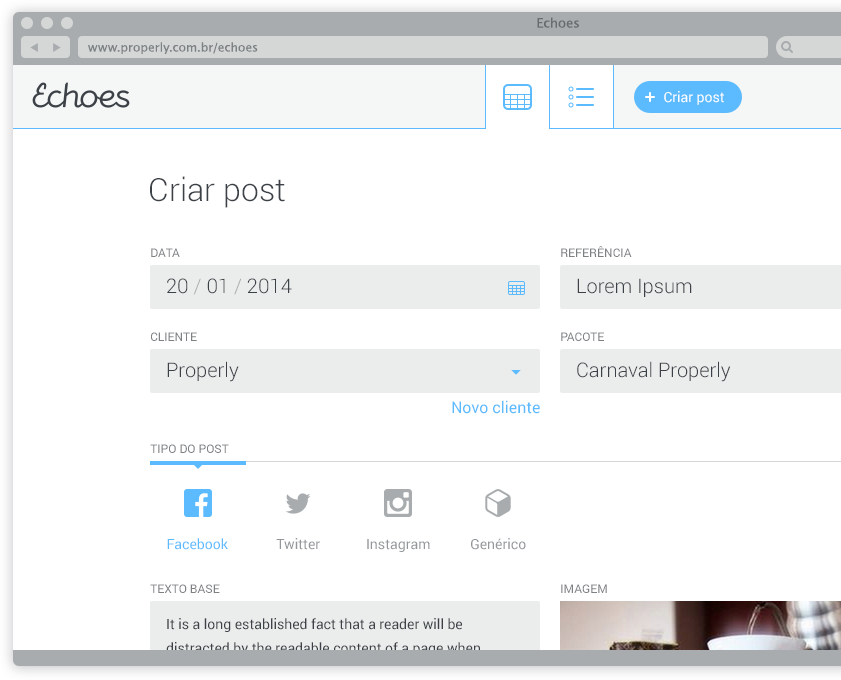 Echoes
www.properly.com.br/echoes
Echoes
+ Criar post
Criar post
DATA
REFERÊNCIA
20 / 01 / 2014
Lorem Ipsum
CLIENTE
PACOTE
Properly
Carnaval Properly
Novo cliente
TIPO DO POST
Facebook
Twitter
Instagram
Genérico
TEXTO BASE
IMAGEM
It is a long established fact that a reader will be
distracted by the readable content of a page when